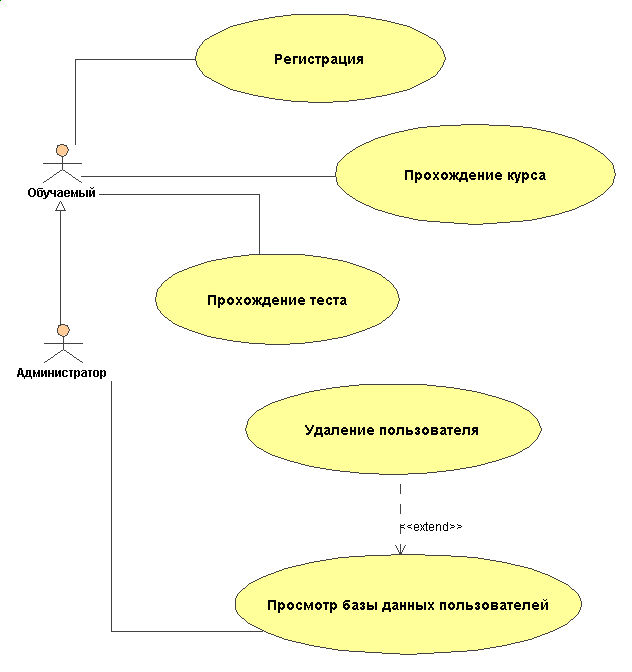 Регистрация
Прохождение курса
Обучаемый
Прохождение теста
Администратор
Удаление пользователя
<<extend>>
Просмотр базы данных пользователей